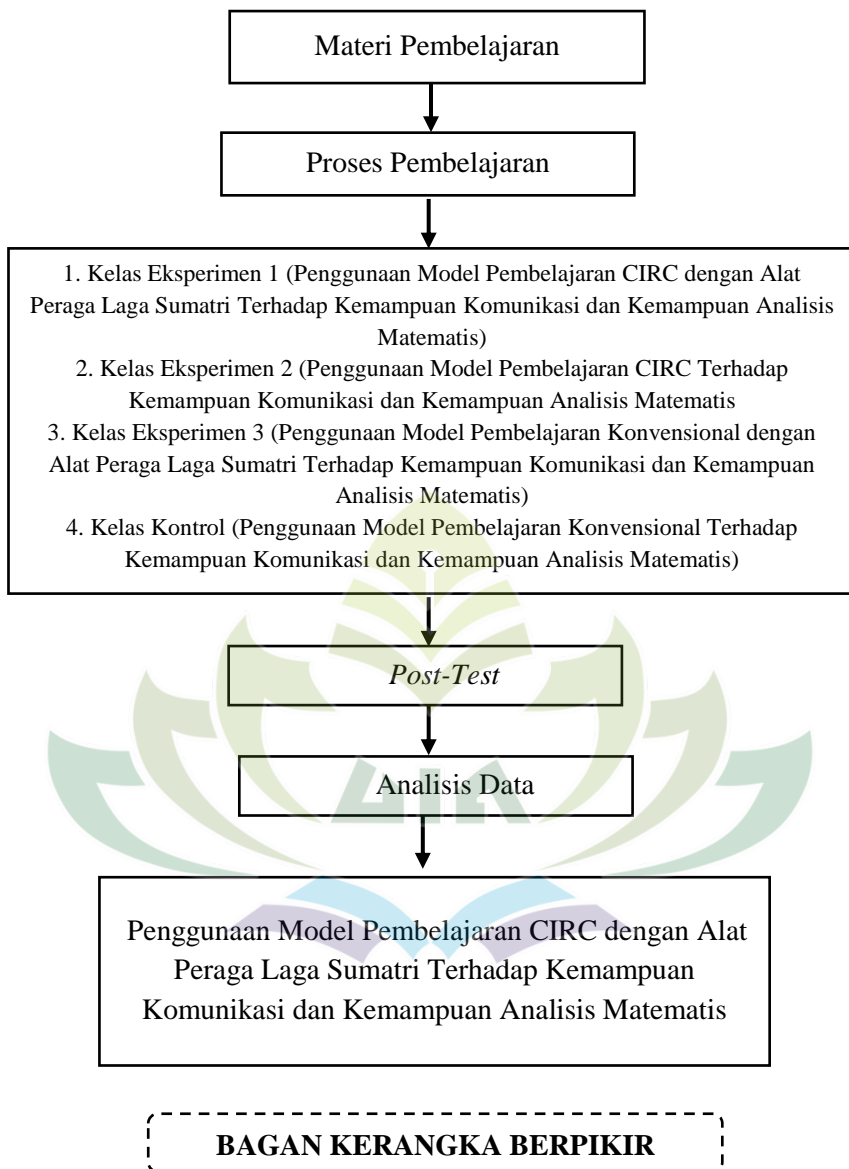 Materi Pembelajaran
Proses Pembelajaran
1. Kelas Eksperimen 1 (Penggunaan Model Pembelajaran CIRC dengan Alat
Peraga Laga Sumatri Terhadap Kemampuan Komunikasi dan Kemampuan Analisis
Matematis)
2. Kelas Eksperimen 2 (Penggunaan Model Pembelajaran CIRC Terhadap
Kemampuan Komunikasi dan Kemampuan Analisis Matematis
3. Kelas Eksperimen 3 (Penggunaan Model Pembelajaran Konvensional dengan
Alat Peraga Laga Sumatri Terhadap Kemampuan Komunikasi dan Kemampuan
Analisis Matematis)
4. Kelas Kontrol (Penggunaan Model Pembelajaran Konvensional Terhadap
Kemampuan Komunikasi dan Kemampuan Analisis Matematis)
Post-Test
Analisis Data
Penggunaan Model Pembelajaran CIRC dengan Alat
Peraga Laga Sumatri Terhadap Kemampuan
Komunikasi dan Kemampuan Analisis Matematis
BAGAN KERANGKA BERPIKIR